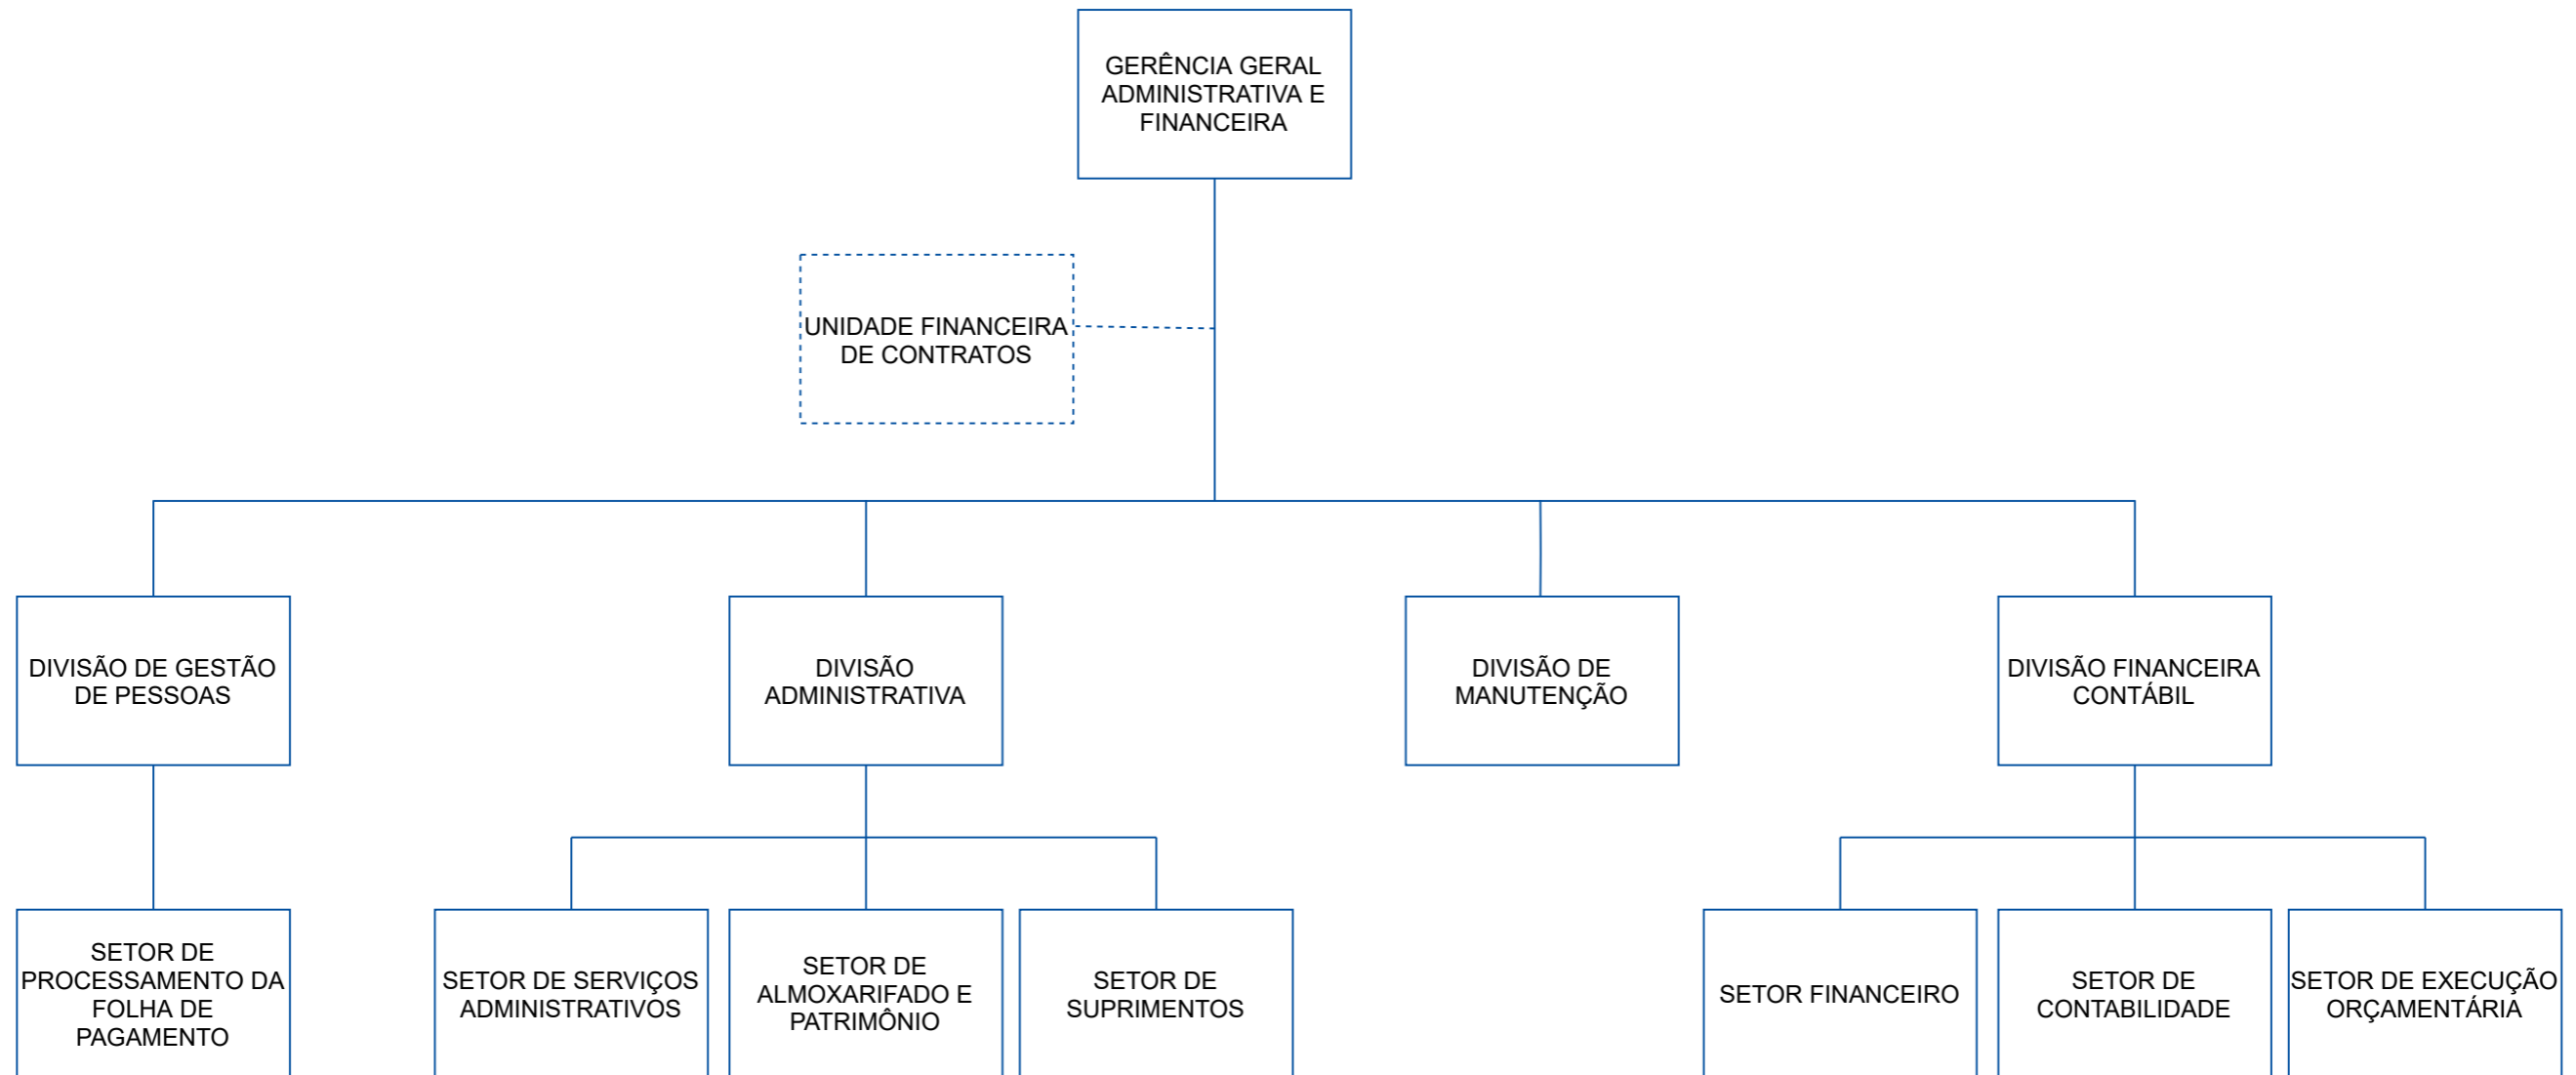 GERÊNCIA GERAL
ADMINISTRATIVA E
FINANCEIRA
UNIDADE FINANCEIRA
DE CONTRATOS
DIVISÃO DE GESTÃO
DE PESSOAS
DIVISÃO
ADMINISTRATIVA
DIVISÃO DE
MANUTENÇÃO
DIVISÃO FINANCEIRA
CONTÁBIL
SETOR DE
PROCESSAMENTO DA
FOLHA DE
PAGAMENTO
SETOR DE SERVIÇOS
ADMINISTRATIVOS
SETOR DE
ALMOXARIFADO E
PATRIMÔNIO
SETOR DE
SUPRIMENTOS
SETOR FINANCEIRO
SETOR DE
CONTABILIDADE
SETOR DE EXECUÇÃO
ORÇAMENTÁRIA